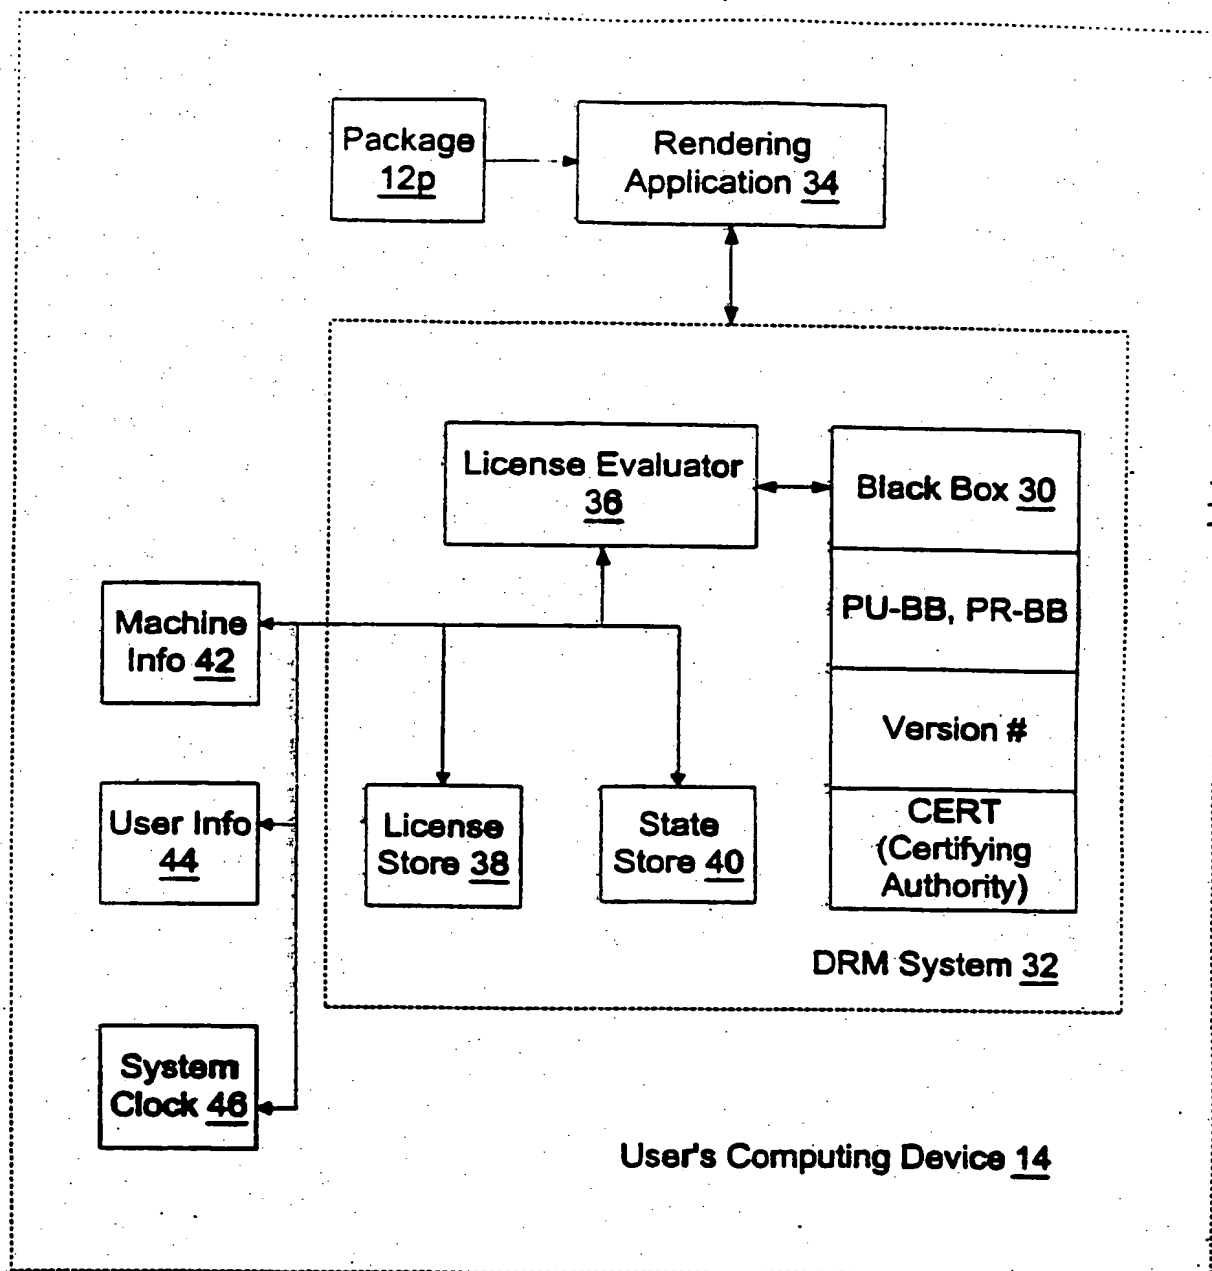 Package
12p
Rendering
Application 34
License Evaluator
36
Black Box 30
PU-BB, PR-BB
Version #
CERT
(Certifying
Authority)
Machine
Info 42
User Info
44
License
Store 38
State
Store 40
DRM System 32
System
Clock 46
User's Computing Device 14